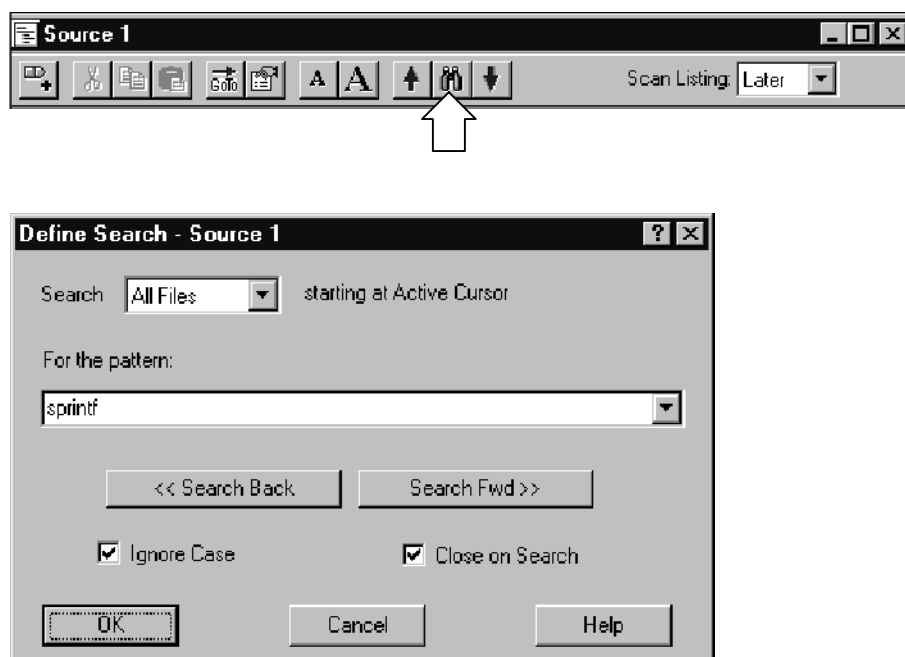 Source 1
Goto A A Scan Listing: Later
Define Search - Source 1
Search All Files starting at Active Cursor
For the pattern:
sprintf
<< Search Back Search Fwd >>
Ignore Case Close on Search
OK Cancel Help